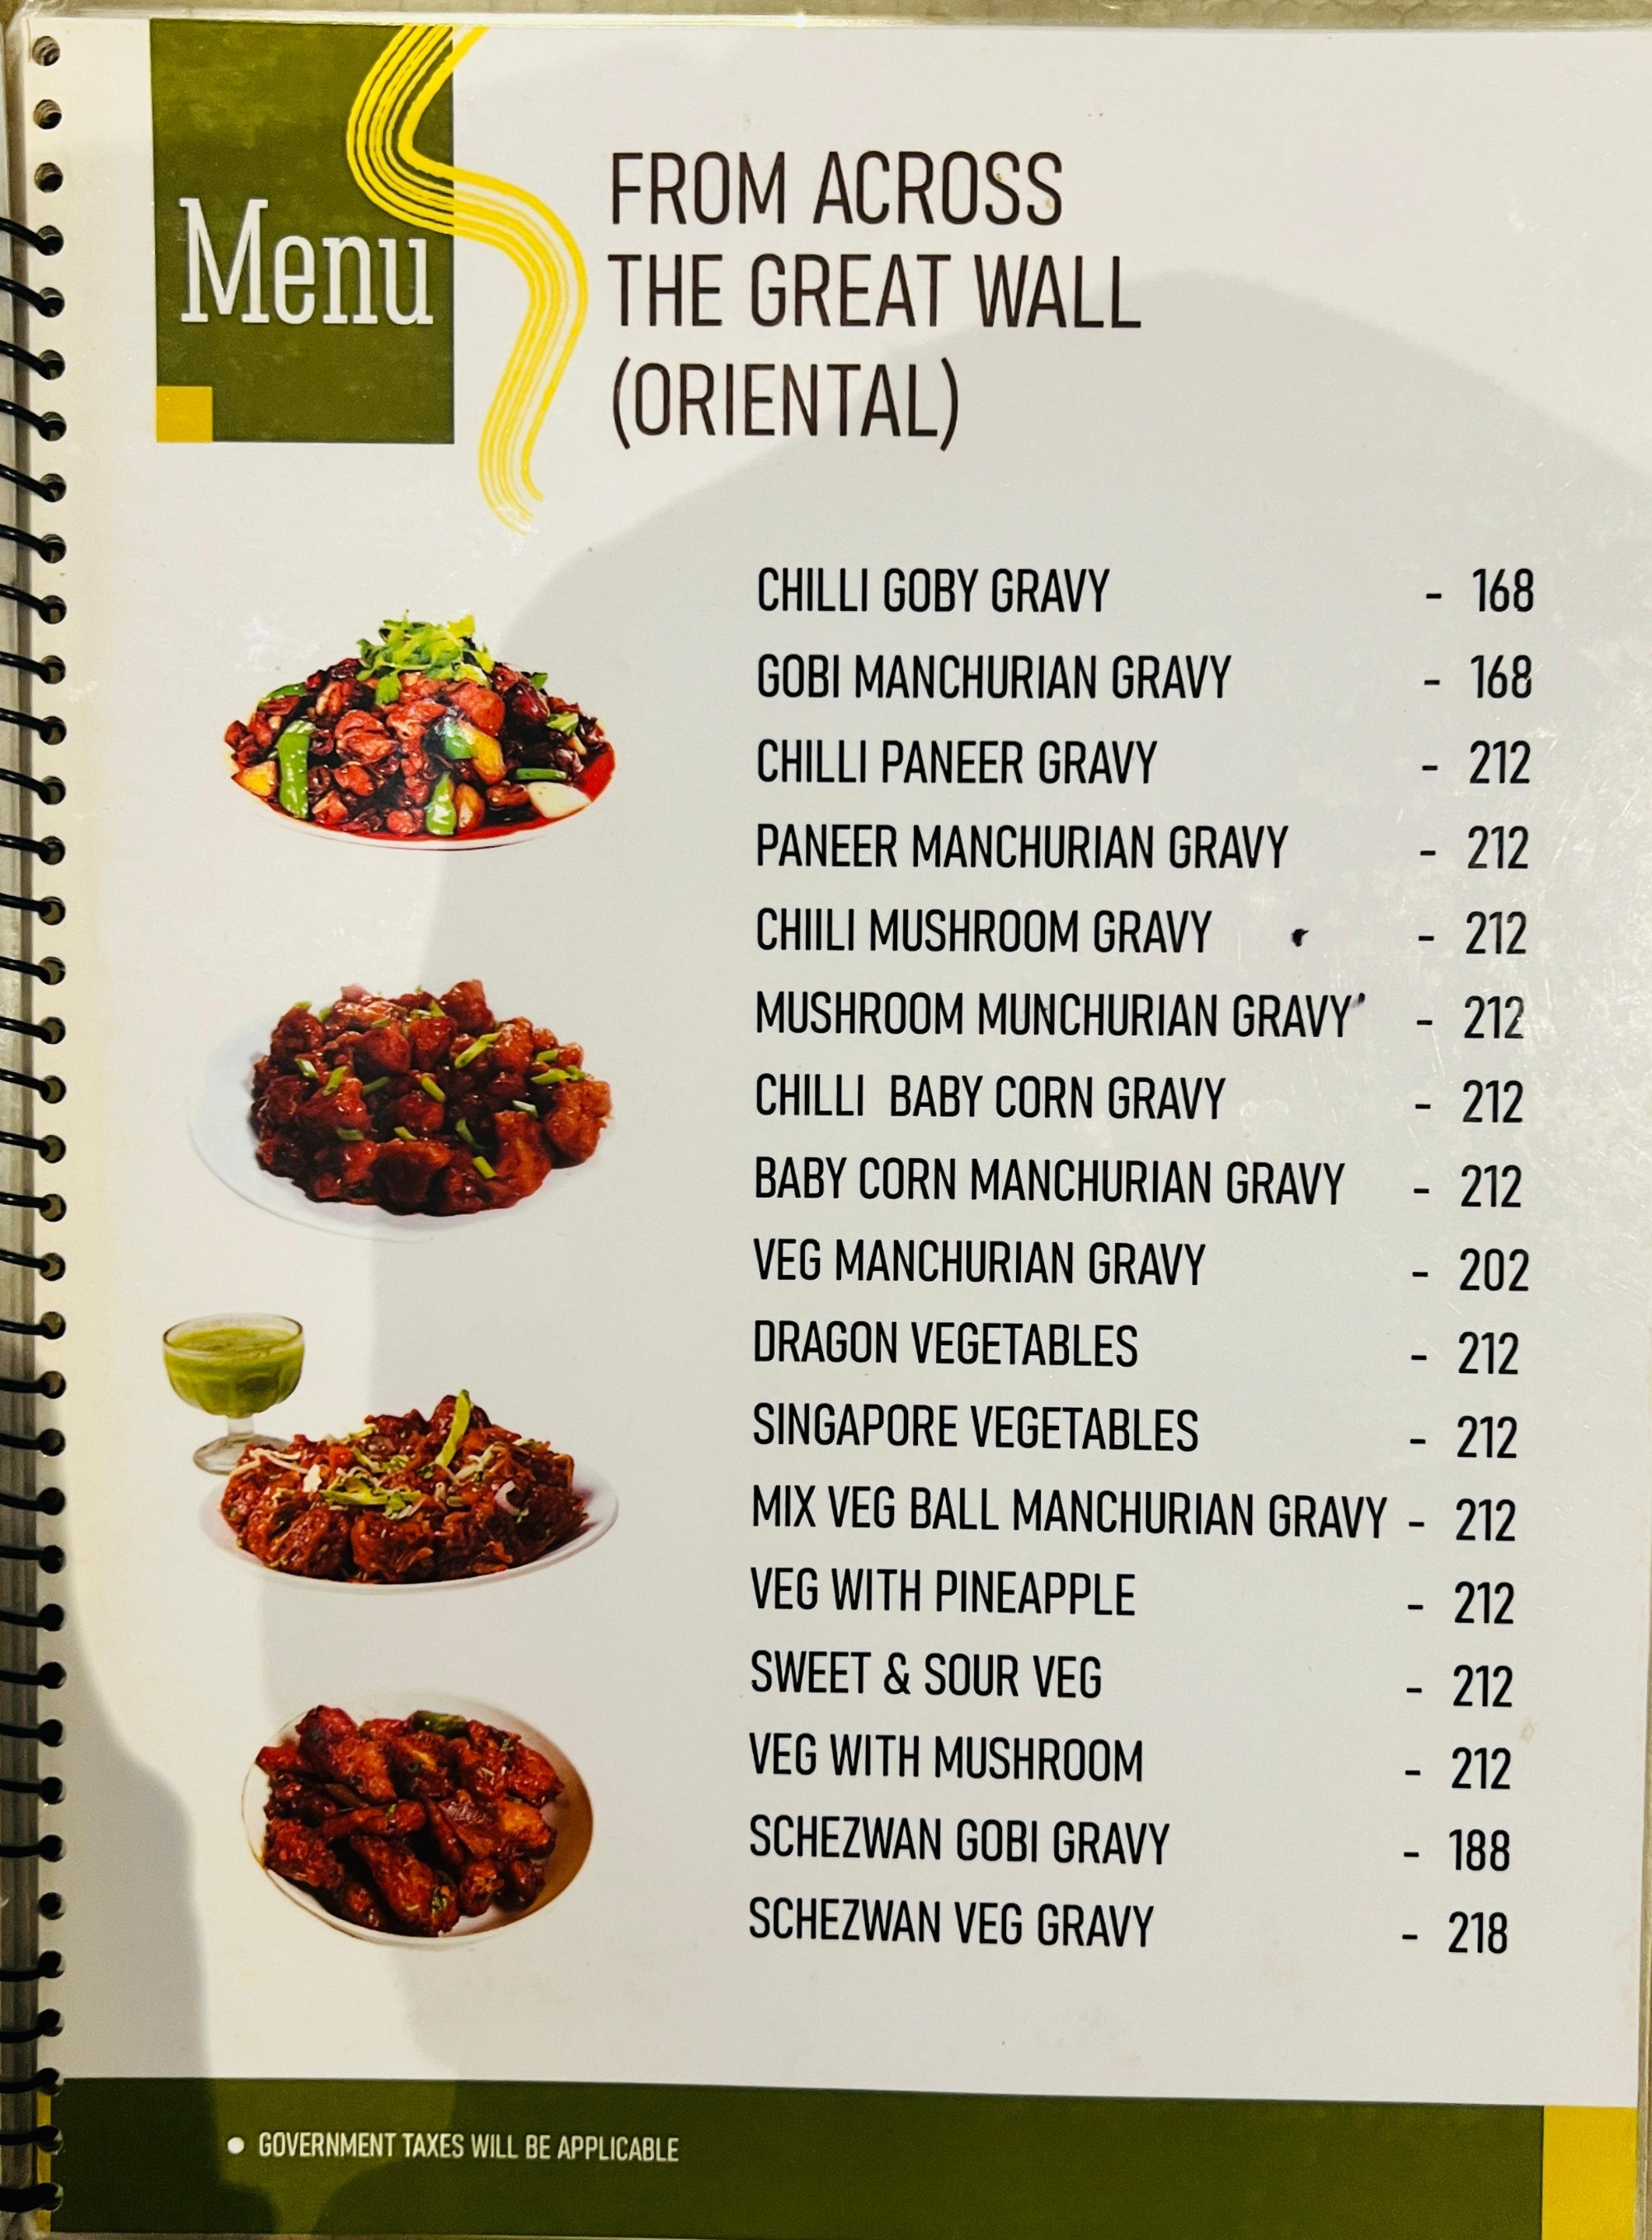 Menu
FROM ACROSS
THE GREAT WALL
(ORIENTAL)
CHILLI GOBY GRAVY - 168
GOBI MANCHURIAN GRAVY - 168
CHILLI PANEER GRAVY - 212
PANEER MANCHURIAN GRAVY - 212
CHIILI MUSHROOM GRAVY - 212
MUSHROOM MUNCHURIAN GRAVY - 212
CHILLI BABY CORN GRAVY - 212
BABY CORN MANCHURIAN GRAVY - 212
VEG MANCHURIAN GRAVY - 202
DRAGON VEGETABLES - 212
SINGAPORE VEGETABLES - 212
MIX VEG BALL MANCHURIAN GRAVY - 212
VEG WITH PINEAPPLE - 212
SWEET & SOUR VEG - 212
VEG WITH MUSHROOM - 212
SCHEZWAN GOBI GRAVY - 188
SCHEZWAN VEG GRAVY - 218
• GOVERNMENT TAXES WILL BE APPLICABLE